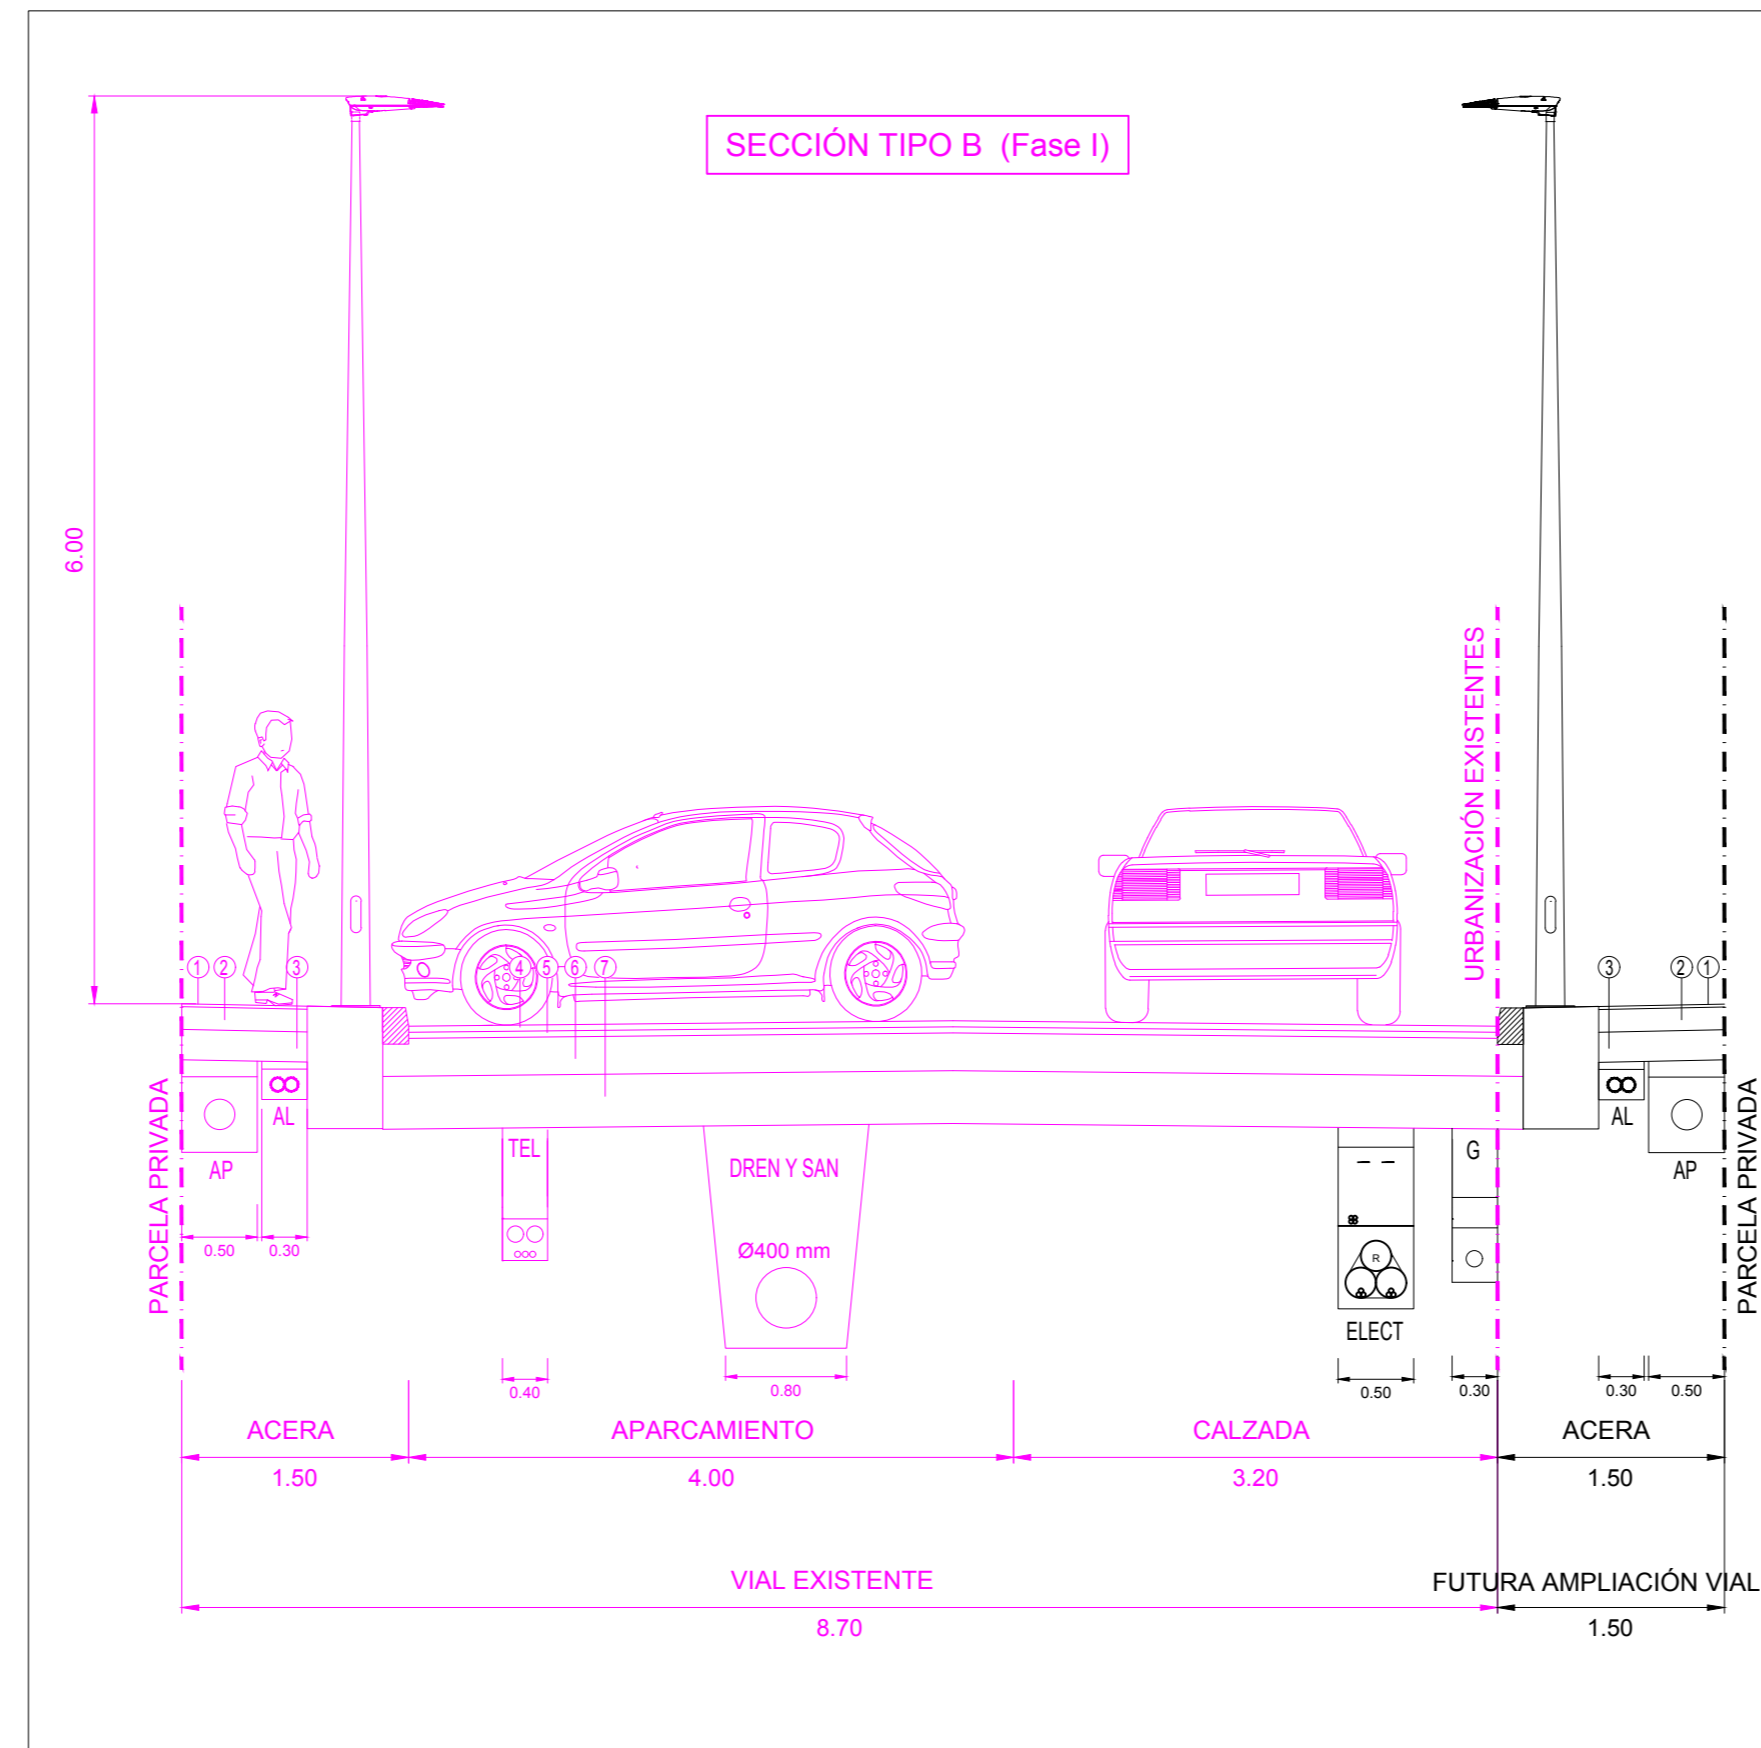 SECCIÓN TIPO B (Fase I)
6.00
URBANIZACIÓN EXISTENTES
1 2 3 4 5 6 7 3 2 1
PARCELA PRIVADA
AP
AL
TEL
DREN Y SAN
Ø400 mm
R
ELECT
G
AL
AP
PARCELA PRIVADA
0.50 0.30
0.40 0.80 0.50 0.30 0.30 0.50
ACERA APARCAMIENTO CALZADA ACERA
1.50 4.00 3.20 1.50
VIAL EXISTENTE FUTURA AMPLIACIÓN VIAL
8.70 1.50